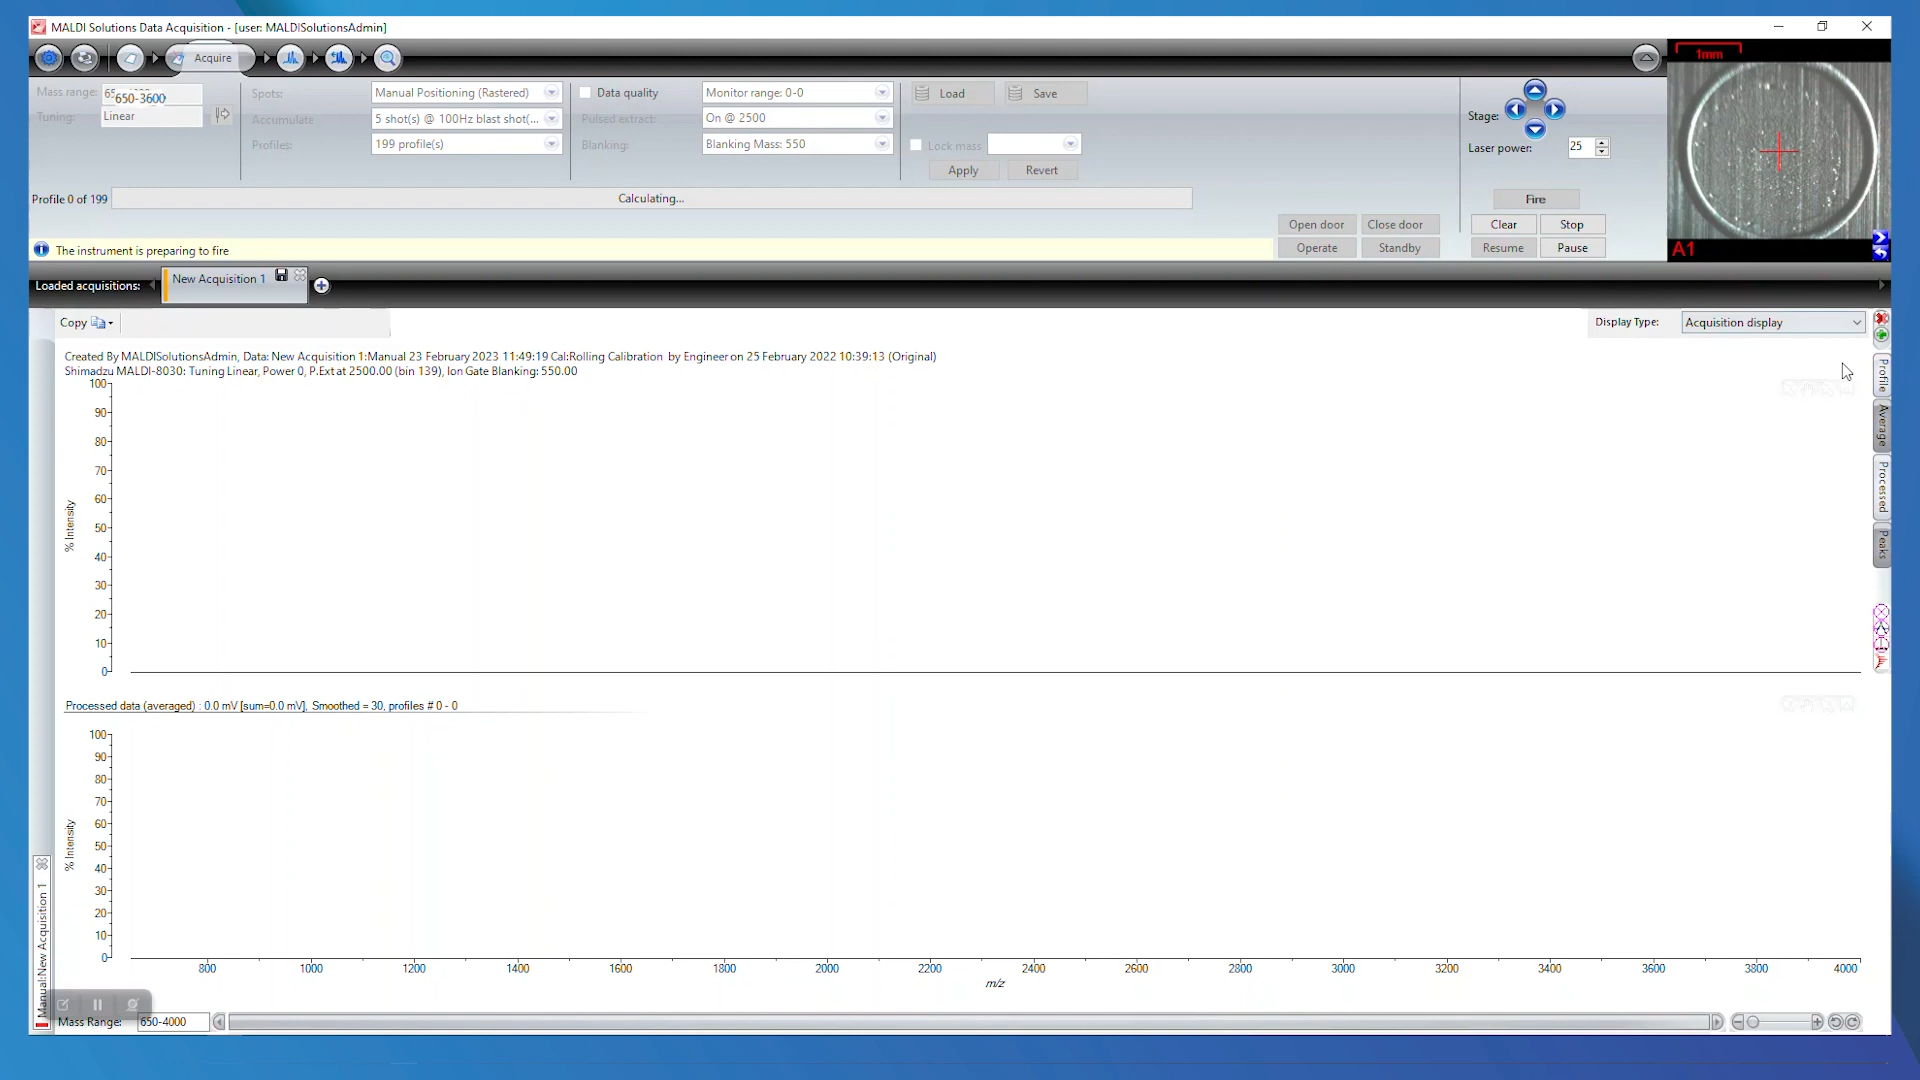 MALDI Solutions Data Acquisition - [user: MALDISolutionsAdmin]
Acquire
1mm
Mass range:
650-3600
Spots:
Manual Positioning (Rastered)
Data quality
Monitor range: 0-0
Load
Save
Tuning:
Linear
Accumulate
5 shot(s) @ 100Hz blast shot(...
Pulsed extract:
On @ 2500
Stage:
Profiles:
199 profile(s)
Blanking:
Blanking Mass: 550
Lock mass
Laser power:
25
Apply
Revert
Profile 0 of 199
Calculating...
Fire
Open door
Close door
Clear
Stop
The instrument is preparing to fire
Operate
Standby
Resume
Pause
A1
Loaded acquisitions:
New Acquisition 1
Copy
Display Type:
Acquisition display
Created By MALDISolutionsAdmin, Data: New Acquisition 1:Manual 23 February 2023 11:49:19 Cal:Rolling Calibration by Engineer on 25 February 2022 10:39:13 (Original)
Shimadzu MALDI-8030: Tuning Linear, Power 0, P.Ext at 2500.00 (bin 139), Ion Gate Blanking: 550.00
Profile
Average
Processed
Peaks
100
90
80
70
60
50
40
30
20
10
0
% Intensity
Processed data (averaged) : 0.0 mV [sum=0.0 mV], Smoothed = 30, profiles # 0 - 0
100
90
80
70
60
50
40
30
20
10
0
% Intensity
800 1000 1200 1400 1600 1800 2000 2200 2400 2600 2800 3000 3200 3400 3600 3800 4000
m/z
Manual:New Acquisition 1
Mass Range:
650-4000